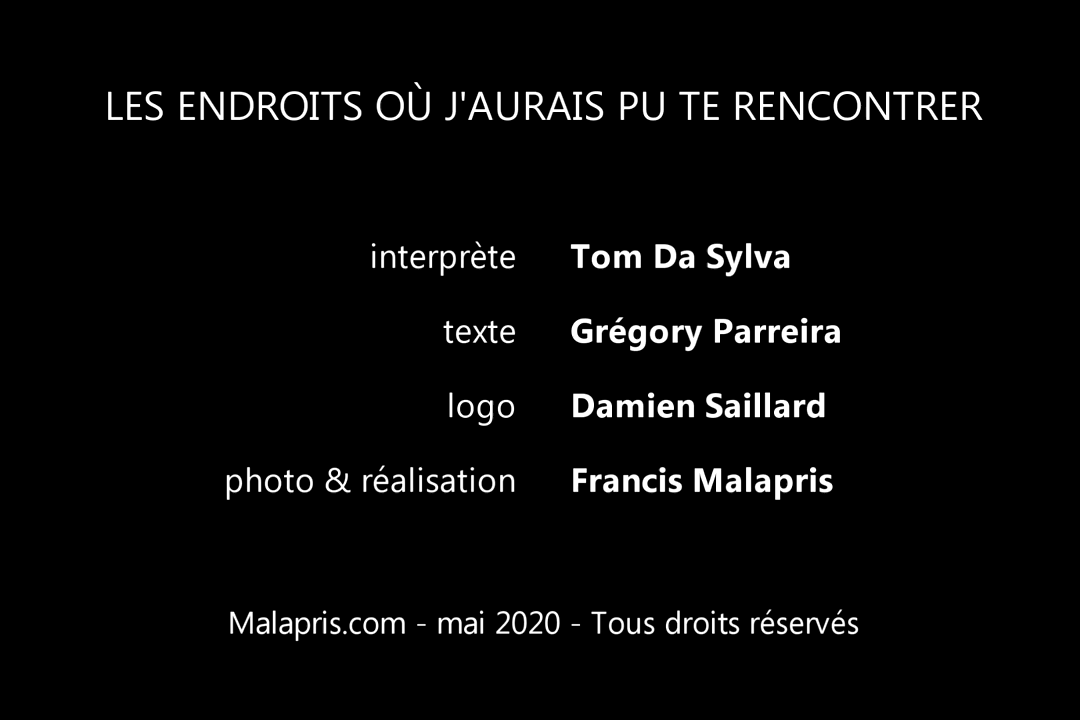 LES ENDROITS OÙ J'AURAIS PU TE RENCONTRER
interprète Tom Da Sylva
texte Grégory Parreira
logo Damien Saillard
photo & réalisation Francis Malapris
Malapris.com - mai 2020 - Tous droits réservés